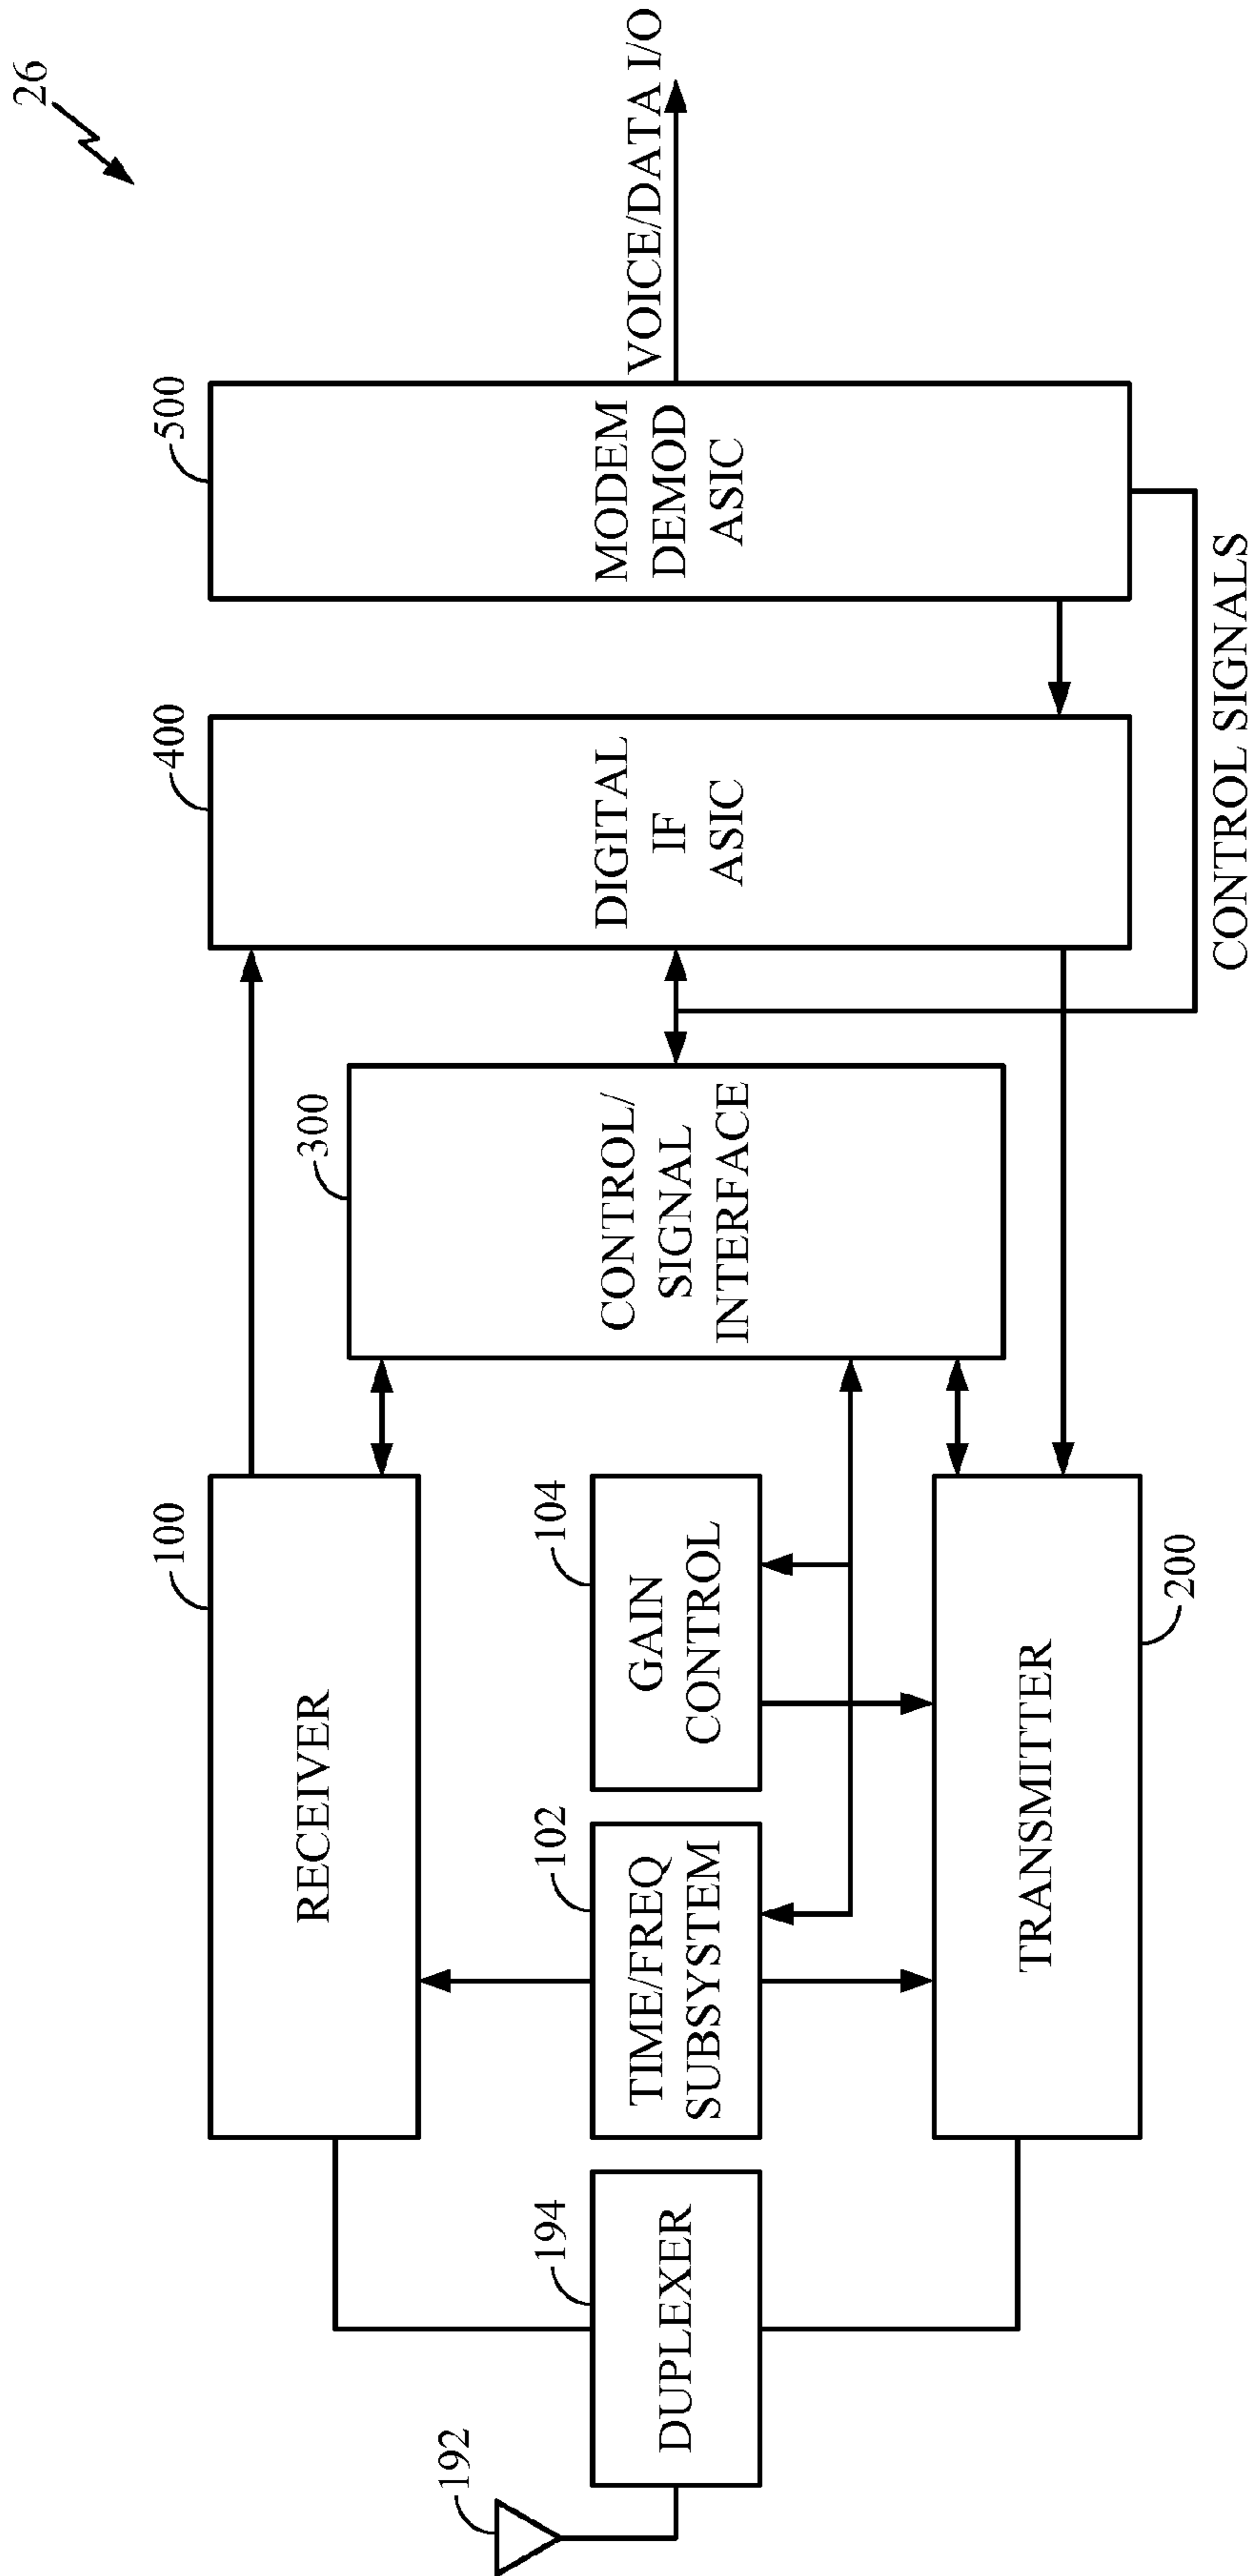 26
192
194
DUPLEXER
100
RECEIVER
102
TIME/FREQ
SUBSYSTEM
104
GAIN
CONTROL
200
TRANSMITTER
300
CONTROL/
SIGNAL
INTERFACE
400
DIGITAL
IF
ASIC
500
MODEM
DEMOD
ASIC
VOICE/DATA I/O
CONTROL SIGNALS